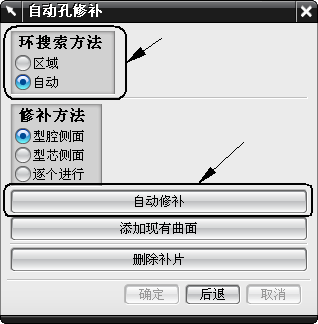 自动孔修补
环搜索方法
区域
自动
修补方法
型腔侧面
型芯侧面
逐个进行
自动修补
添加现有曲面
删除补片
确定 后退 取消